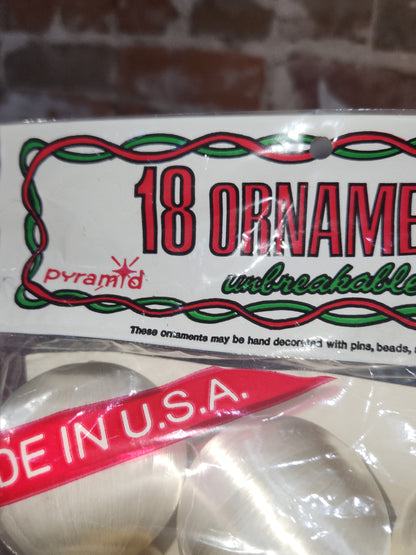 18 ORNAME
pyramid
unbreakable
These ornaments may be hand decorated with pins, beads,
DE IN U.S.A.